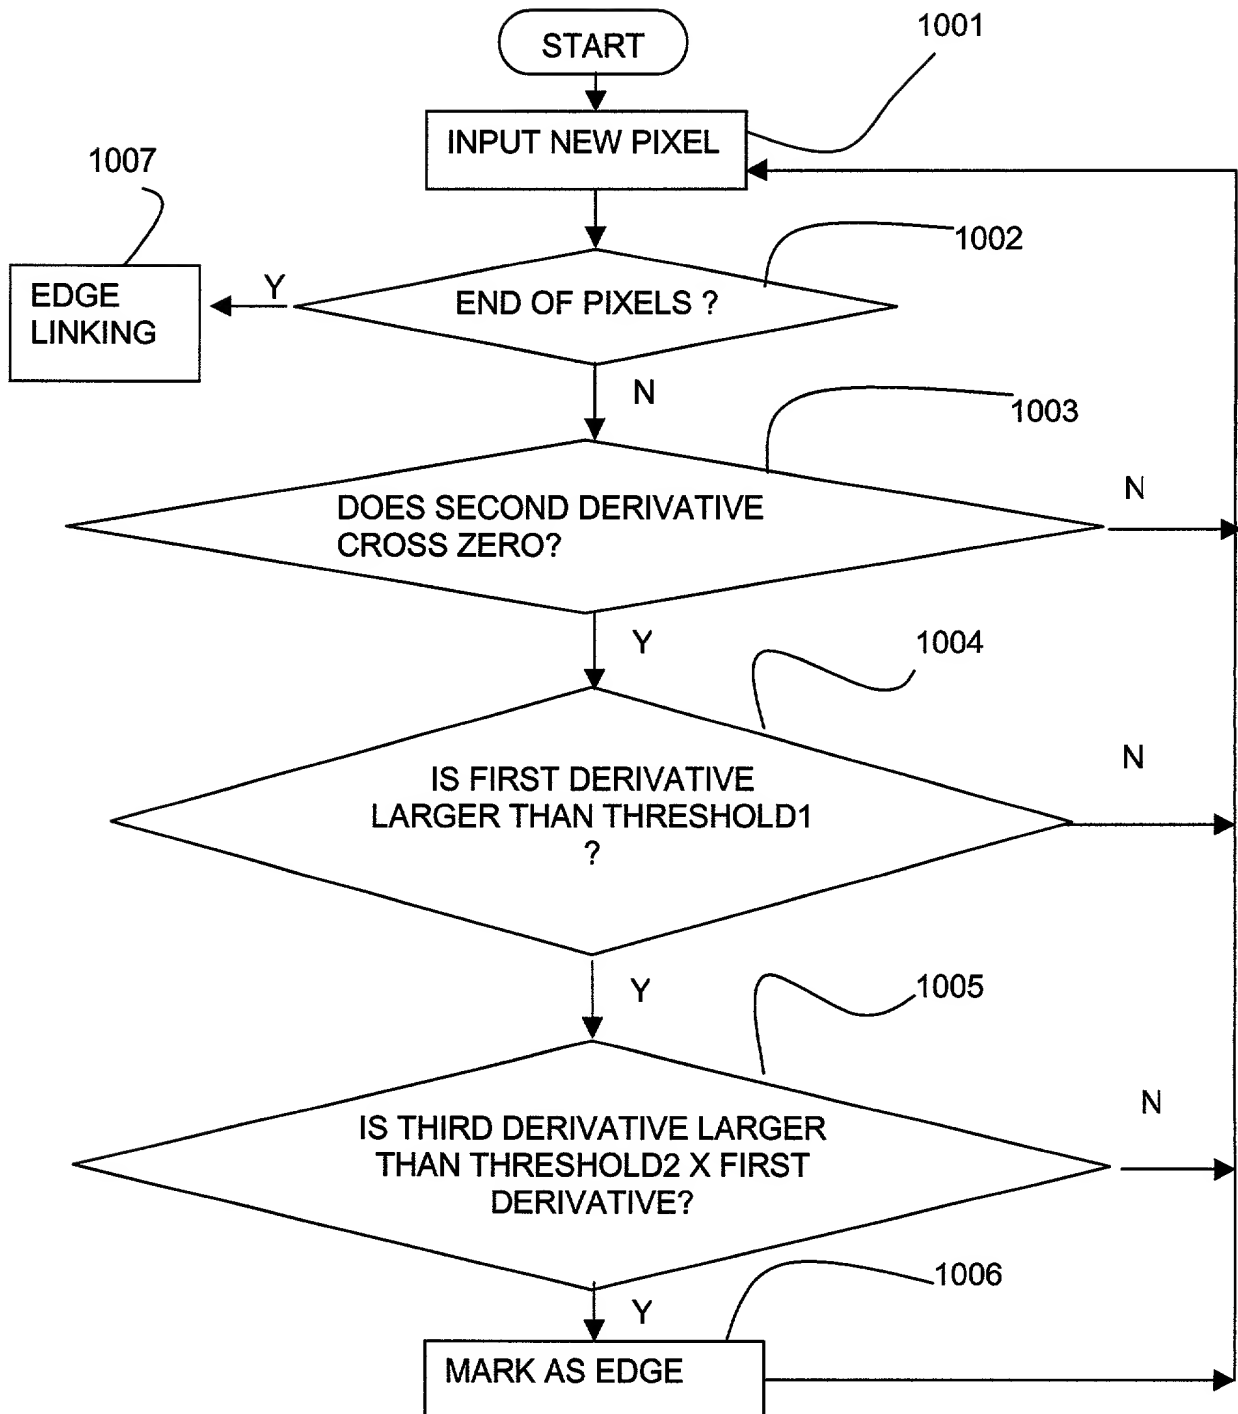 START
1001
INPUT NEW PIXEL
1007
1002
EDGE
LINKING
Y
END OF PIXELS ?
N
1003
DOES SECOND DERIVATIVE
CROSS ZERO?
N
Y
1004
IS FIRST DERIVATIVE
LARGER THAN THRESHOLD1
?
N
Y
1005
IS THIRD DERIVATIVE LARGER
THAN THRESHOLD2 X FIRST
DERIVATIVE?
N
Y
1006
MARK AS EDGE